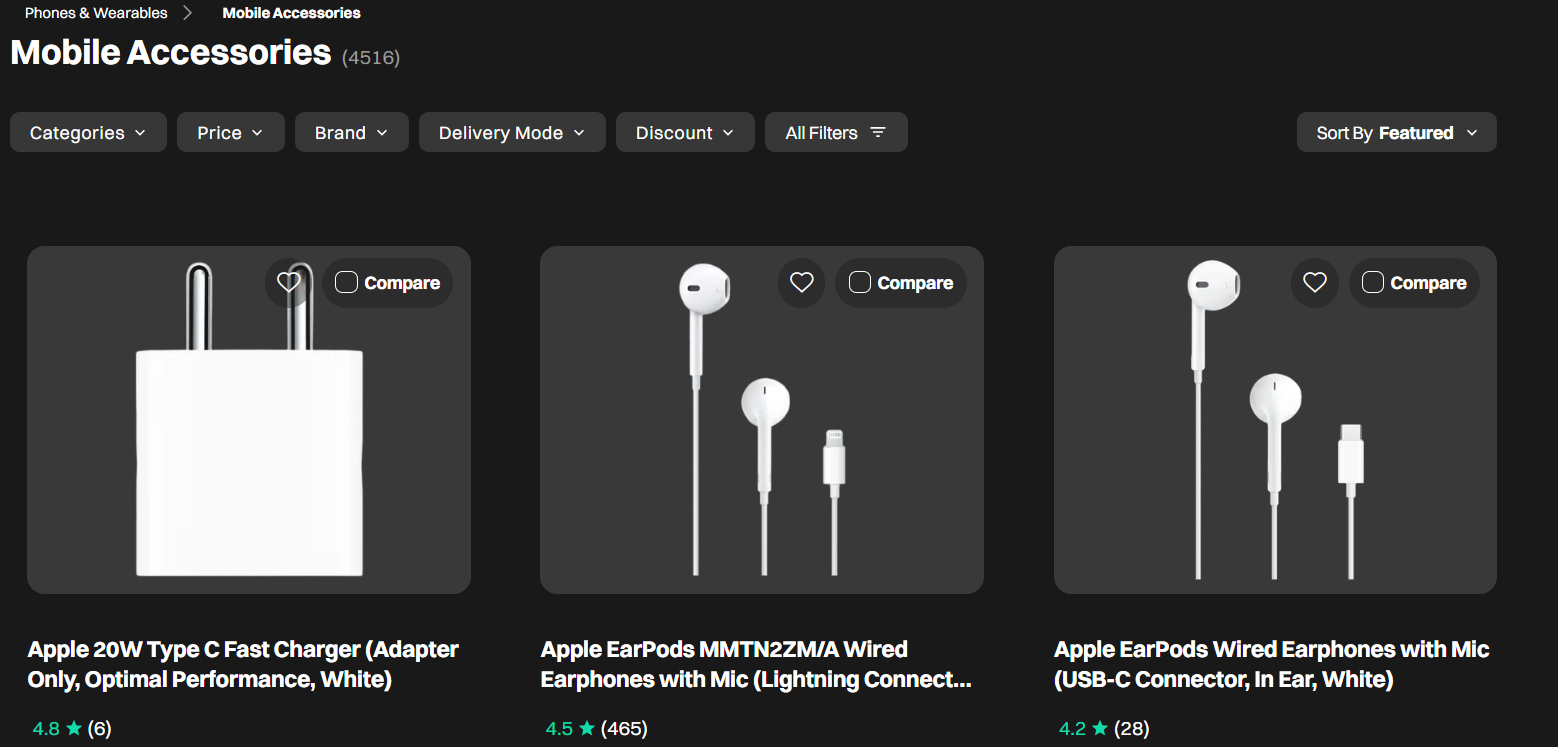 Phones & Wearables > Mobile Accessories
Mobile Accessories (4516)
Categories Price Brand Delivery Mode Discount All Filters Sort By Featured
Compare Compare Compare
Apple 20W Type C Fast Charger (Adapter
Only, Optimal Performance, White)
4.8 ★ (6)
Apple EarPods MMTN2ZM/A Wired
Earphones with Mic (Lightning Connect...
4.5 ★ (465)
Apple EarPods Wired Earphones with Mic
(USB-C Connector, In Ear, White)
4.2 ★ (28)